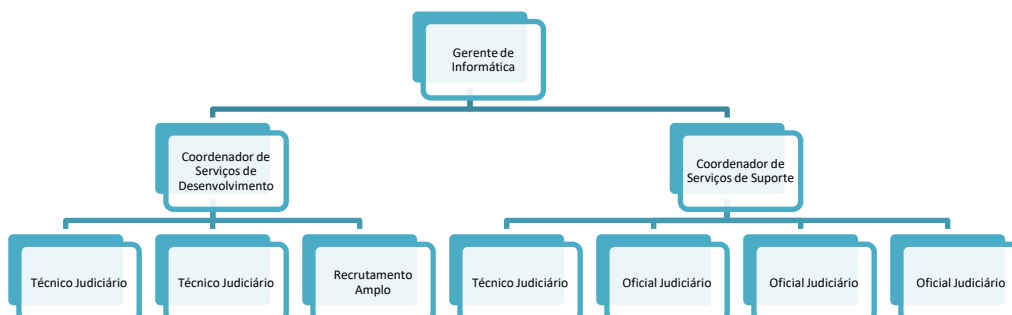 Gerente de
Informática
Coordenador de
Serviços de
Desenvolvimento
Coordenador de
Serviços de Suporte
Técnico Judiciário
Técnico Judiciário
Recrutamento
Amplo
Técnico Judiciário
Oficial Judiciário
Oficial Judiciário
Oficial Judiciário